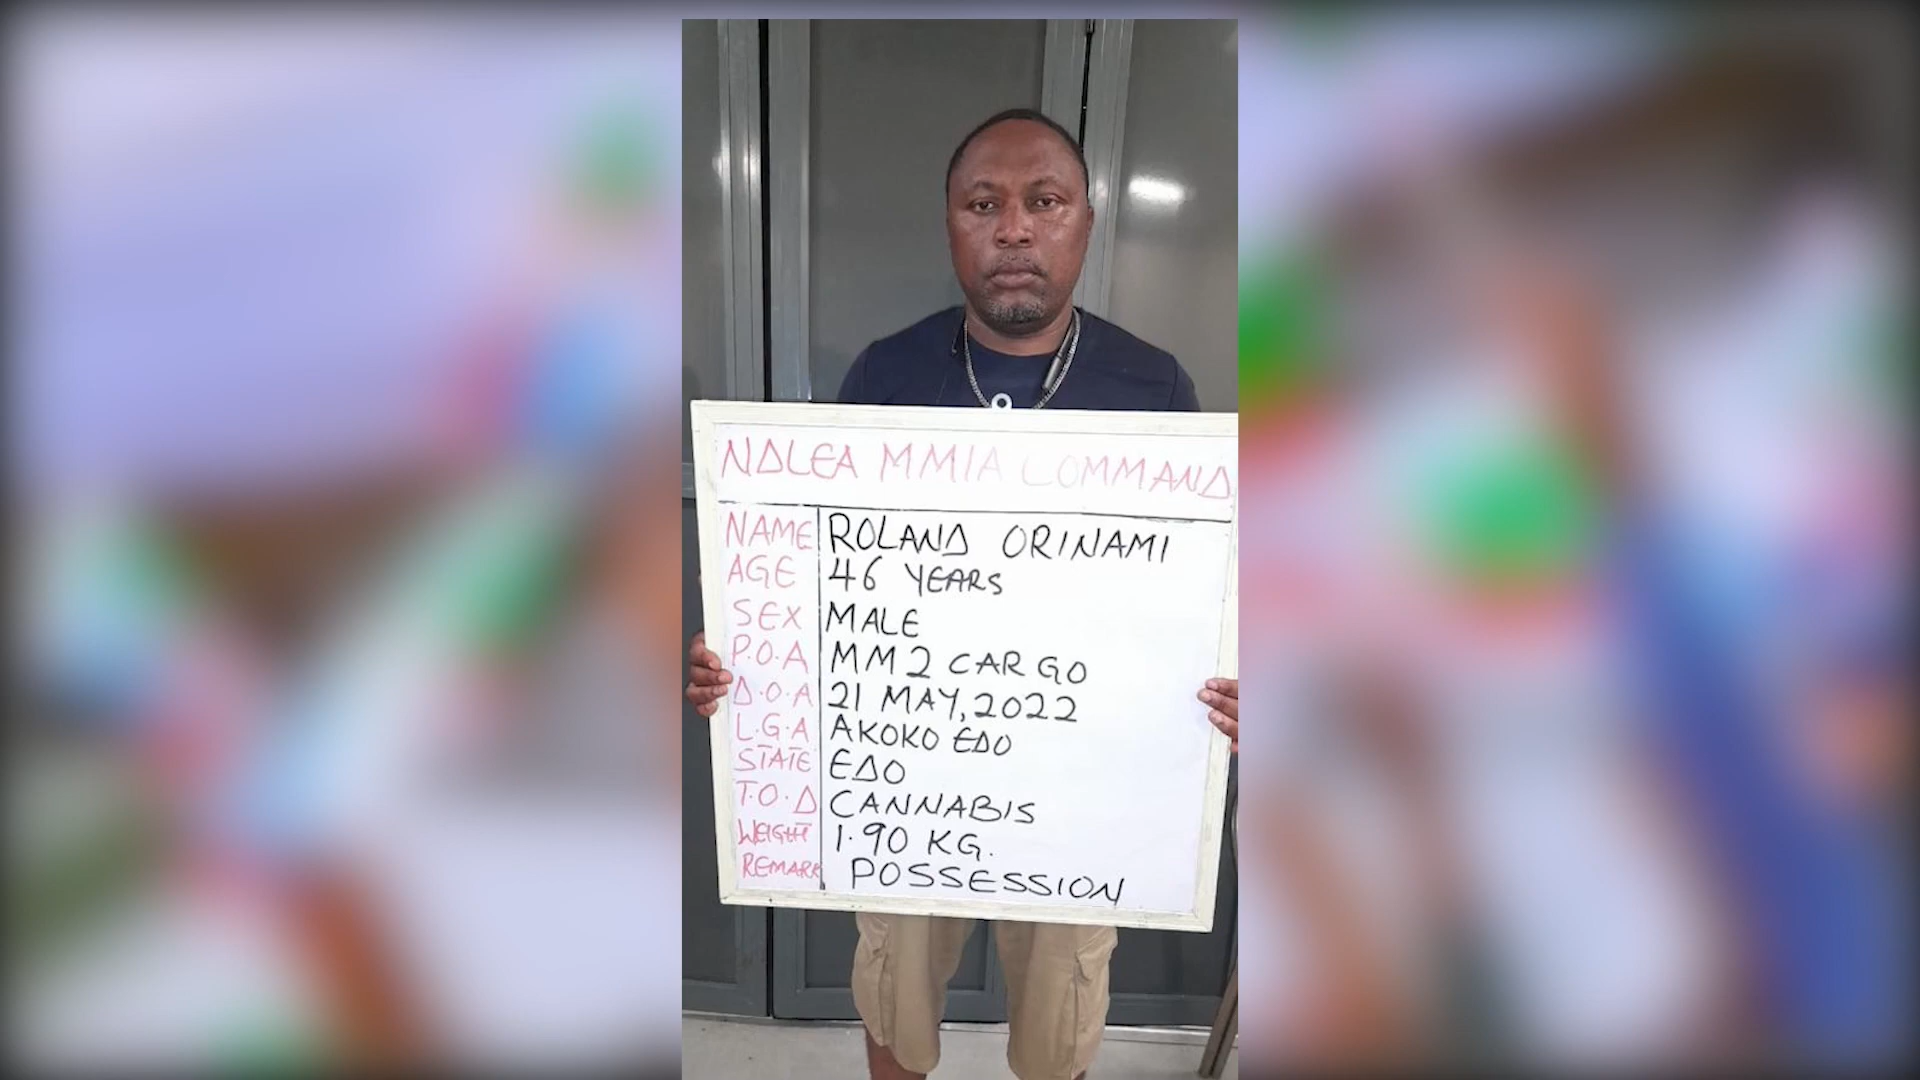 NDLEA MMIA COMMAND
NAME ROLAND ORINAMI
AGE 46 YEARS
SEX MALE
P.O.A MM2 CARGO
D.O.A 21 MAY, 2022
L.G.A AKOKO EDO
STATE EDO
T.O.D CANNABIS
WEIGHT 1.90 KG.
REMARK POSSESSION